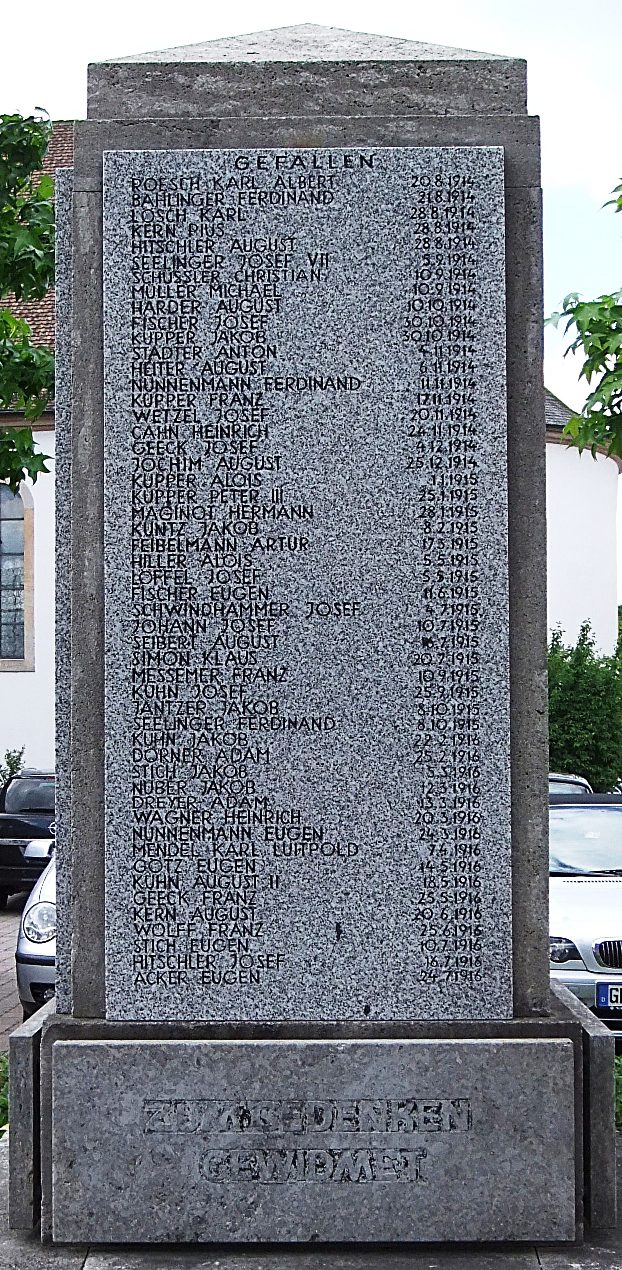 GEFALLEN
POESCH KARL ALBERT 20.8.1914
BAHLINGER FERDINAND 21.8.1914
LÖSCH KARL 28.8.1914
KERN PIUS 28.8.1914
HITSCHLER AUGUST 28.8.1914
SEELINGER JOSEF VII 5.9.1914
SCHÜSSLER CHRISTIAN 10.9.1914
MÜLLER MICHAEL 10.9.1914
HARDER AUGUST 10.10.1914
FISCHER JOSEF 30.10.1914
KUPPER JAKOB 30.10.1914
STADTER ANTON 4.11.1914
HEITER AUGUST 6.11.1914
NUNNENMANN FERDINAND 11.11.1914
KUPPER FRANZ 17.11.1914
WETZEL JOSEF 20.11.1914
CAHN HEINRICH 24.11.1914
GEECK JOSEF 4.12.1914
JOCHIM AUGUST 25.12.1914
KUPPER ALOIS 1.1.1915
KUPPER PETER III 25.1.1915
MAGINOT HERMANN 28.1.1915
KUNTZ JAKOB 8.2.1915
FEIBELMANN ARTUR 17.3.1915
HILLER ALOIS 5.5.1915
LÖFFEL JOSEF 5.5.1915
FISCHER EUGEN 11.6.1915
SCHWINDHAMMER JOSEF 4.7.1915
JOHANN JOSEF 10.7.1915
SEIBERT AUGUST
SIMON KLAUS 20.7.1915
MESSEMER FRANZ 10.9.1915
KUHN JOSEF 25.9.1915
JÄNTZER JAKOB 8.10.1915
SEELINGER FERDINAND 8.10.1915
KUHN JAKOB 22.2.1916
DÖRNER ADAM 25.2.1916
STICH JAKOB 5.3.1916
NUBER JAKOB 12.3.1916
DREYER ADAM 13.3.1916
WAGNER HEINRICH 20.3.1916
NUNNENMANN EUGEN 24.3.1916
MENDEL KARL LUITPOLD 7.4.1916
GÖTZ EUGEN 14.5.1916
KUHN AUGUST II 18.5.1916
GEECK FRANZ 25.5.1916
KERN AUGUST 20.6.1916
WOLFF FRANZ 25.6.1916
STICH EUGEN 10.7.1916
HITSCHLER JOSEF 16.7.1916
ACKER EUGEN 24.7.1916
ZUM GEDENKEN
GEWIDMET